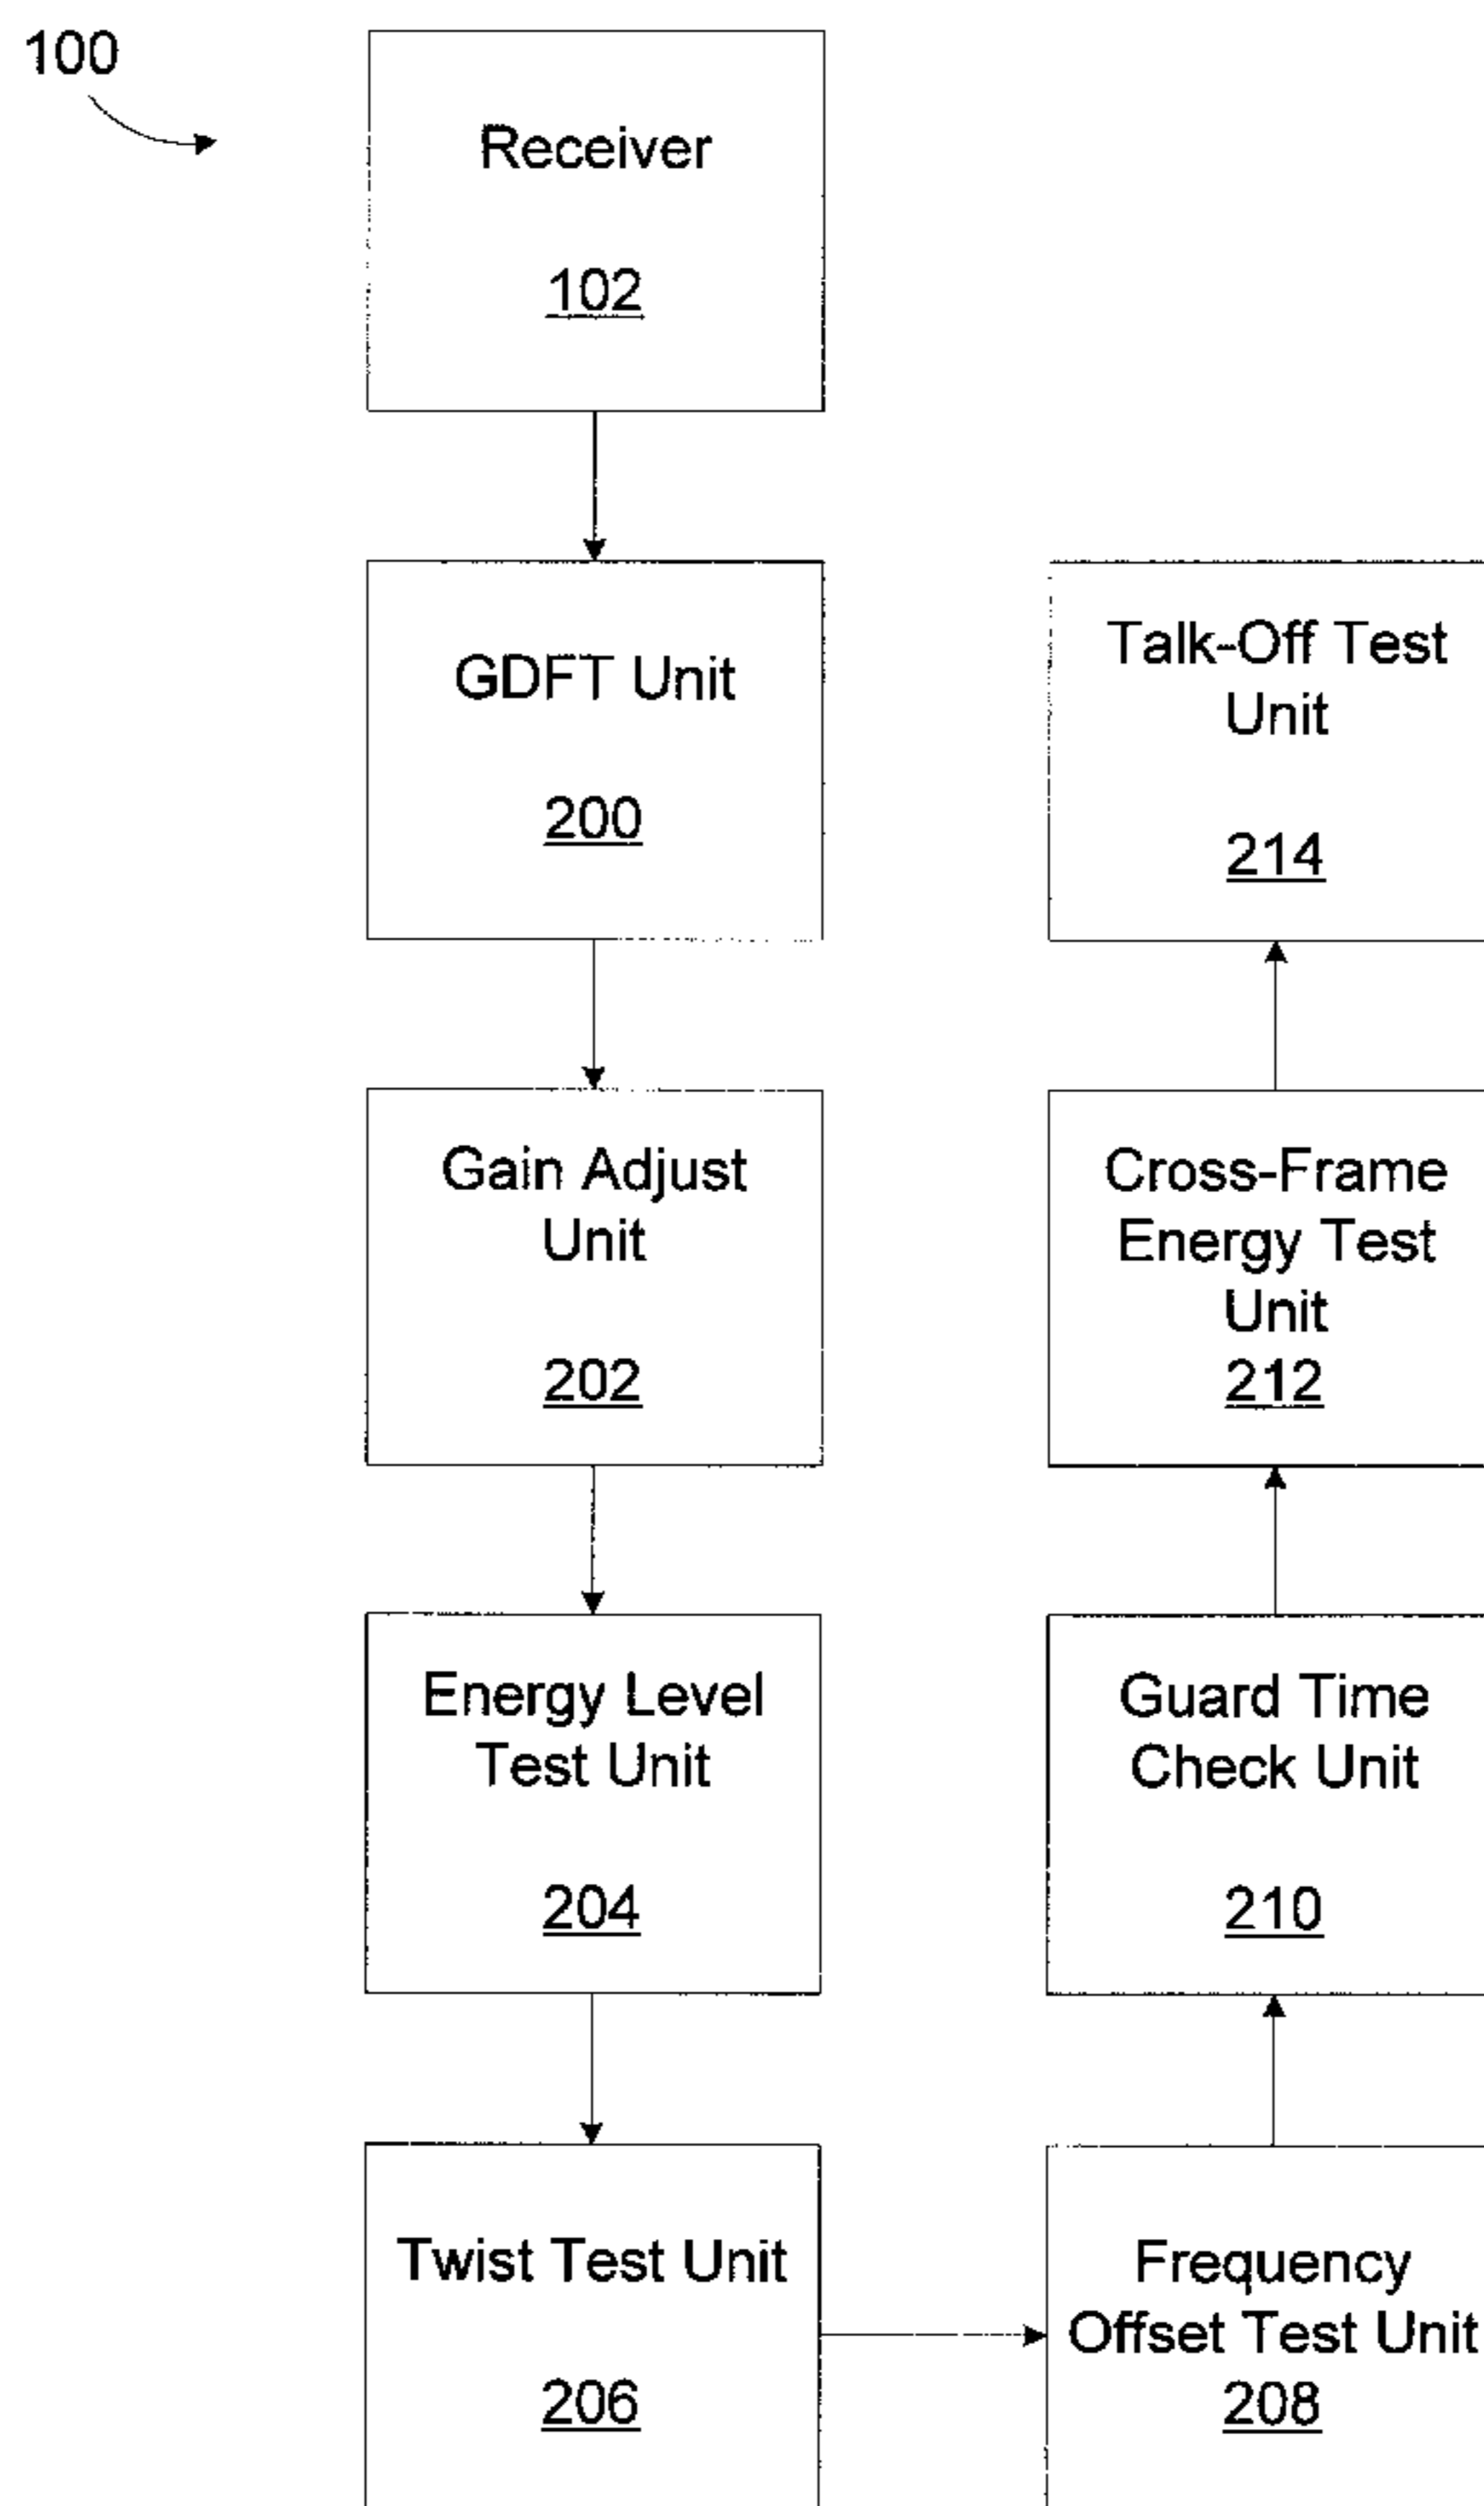 100
Receiver
102
GDFT Unit
200
Gain Adjust
Unit
202
Energy Level
Test Unit
204
Twist Test Unit
206
Frequency
Offset Test Unit
208
Guard Time
Check Unit
210
Cross-Frame
Energy Test
Unit
212
Talk-Off Test
Unit
214